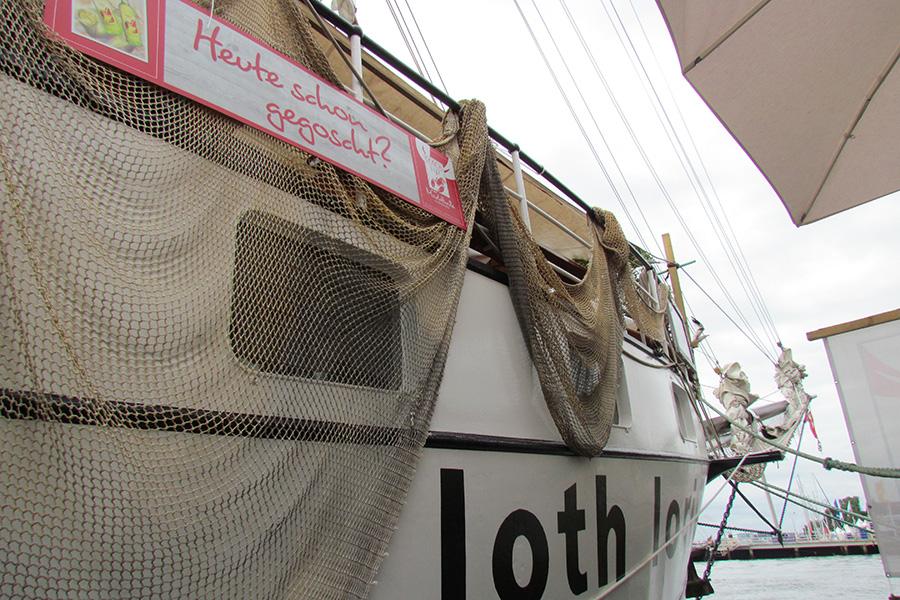 Heute schon
gegoscht?
loth lori